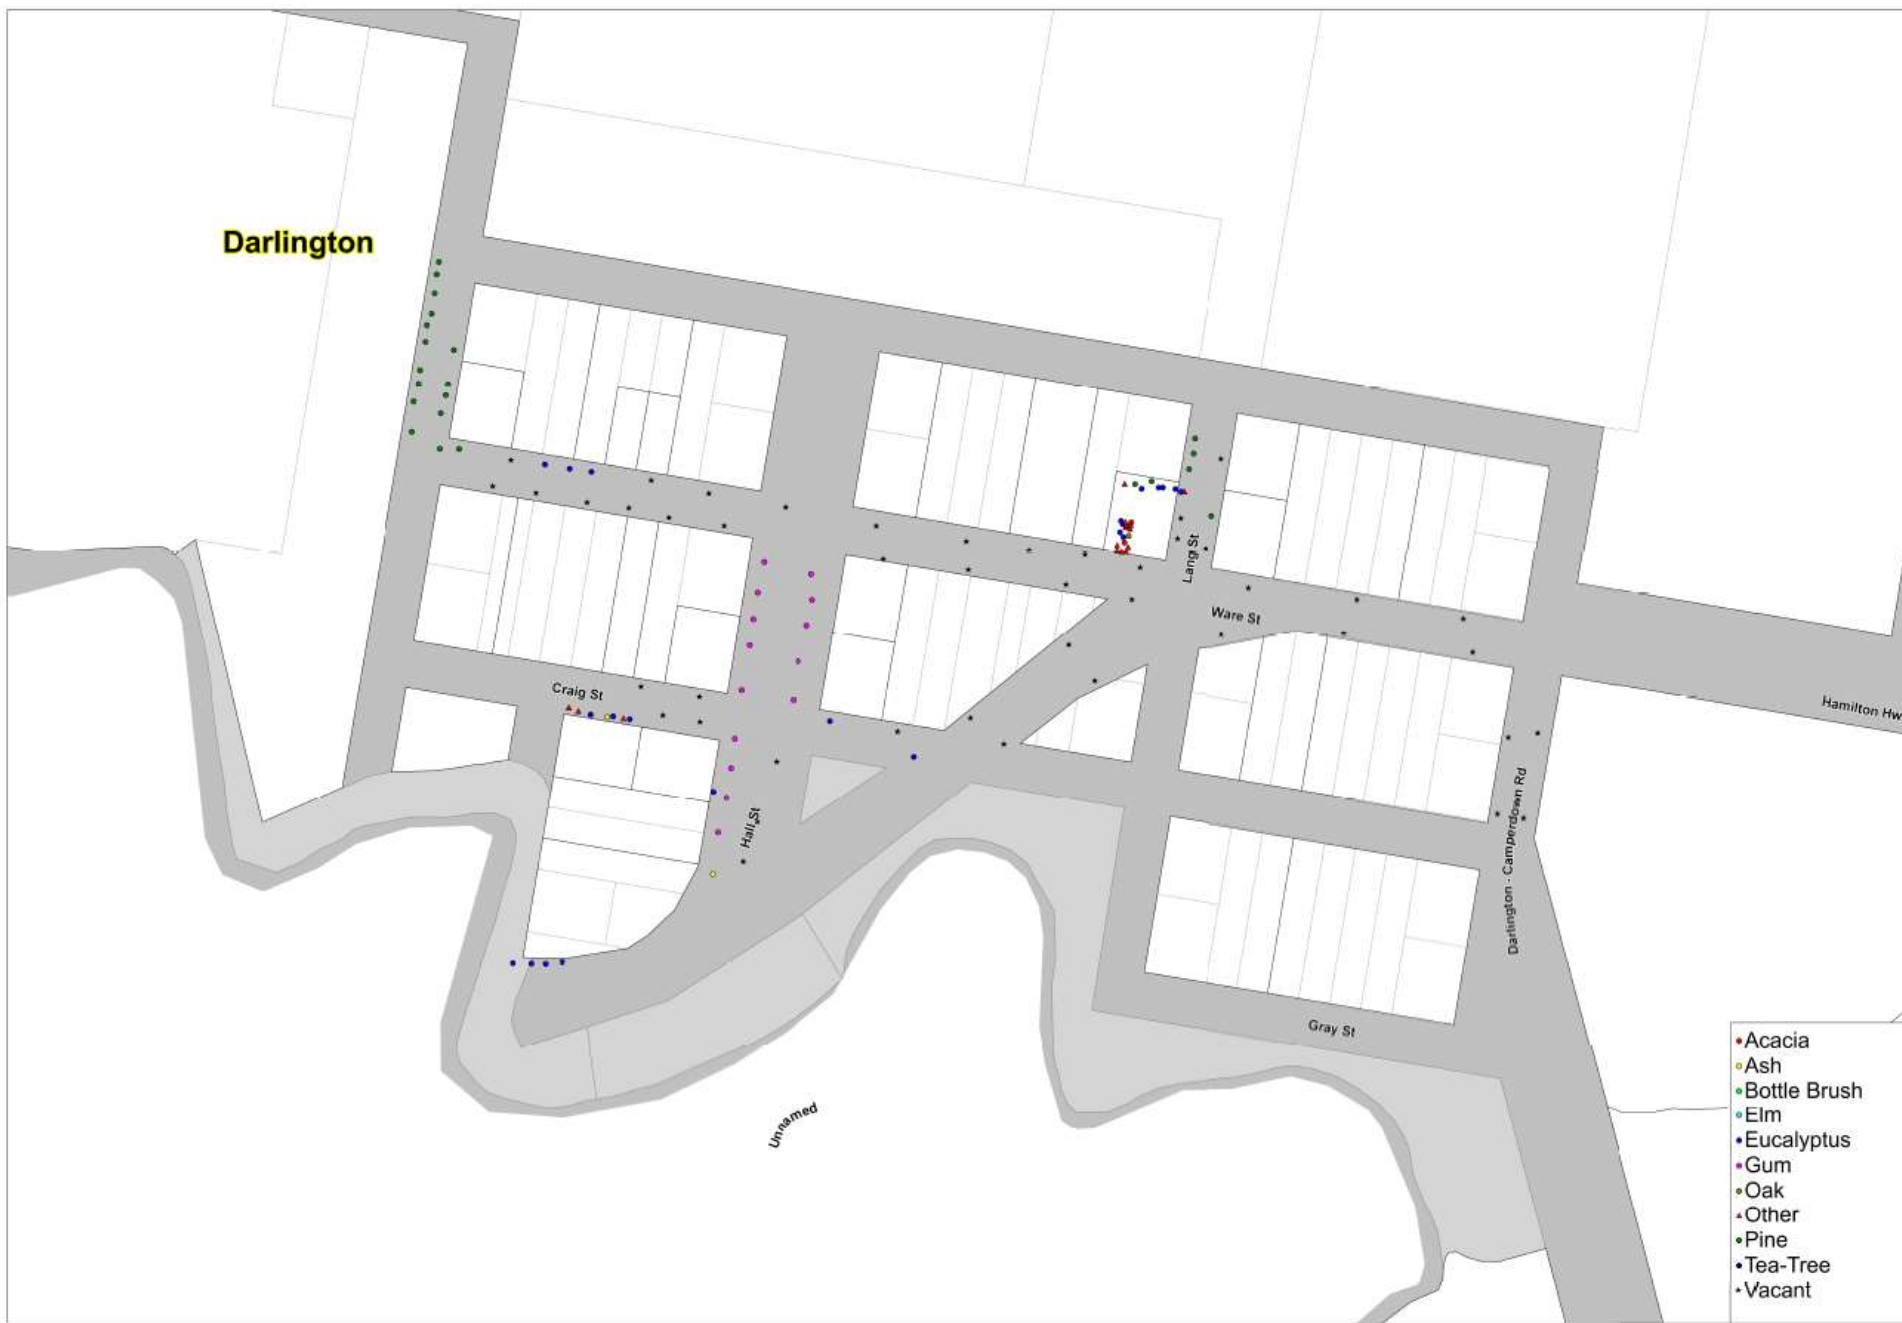 Darlington
Lang St
Ware St
Craig St
Hamilton Hw
Hall St
Darlington - Camperdown Rd
Gray St
Unnamed
Acacia
Ash
Bottle Brush
Elm
Eucalyptus
Gum
Oak
Other
Pine
Tea-Tree
Vacant